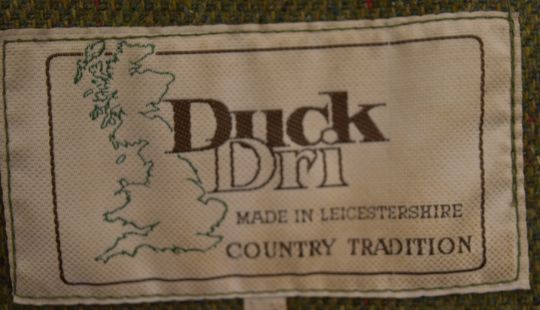 Duck
Dri
MADE IN LEICESTERSHIRE
COUNTRY TRADITION